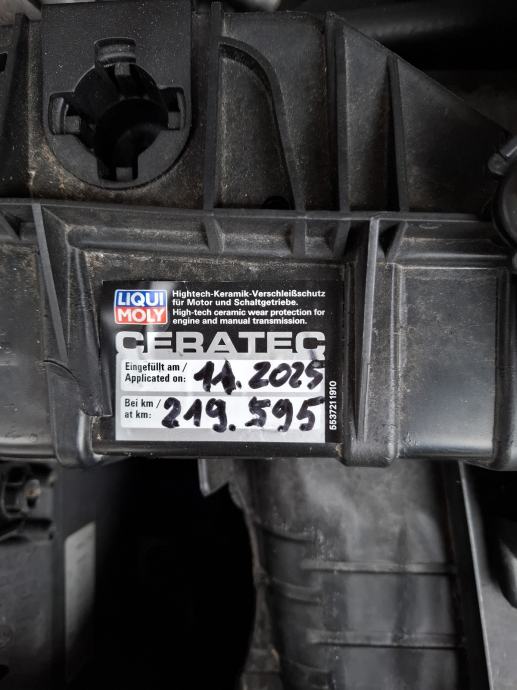 LIQUI
MOLY
Hightech-Keramik-Verschleißschutz
für Motor und Schaltgetriebe.
High-tech ceramic wear protection for
engine and manual transmission.
CERATEC
Eingefüllt am /
Applicated on: 11.2025
Bei km /
at km: 219.595
5537211910